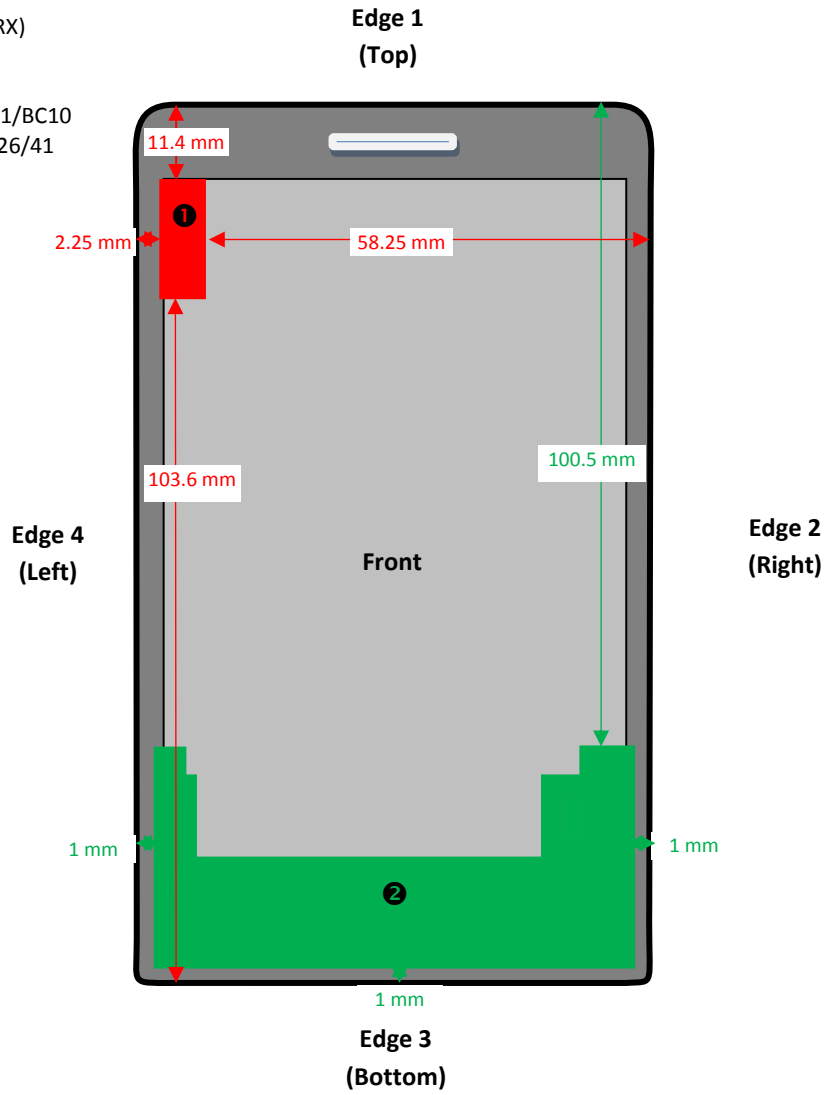 RX)
Edge 1
(Top)
1/BC10
26/41
11.4 mm
❶
2.25 mm
58.25 mm
100.5 mm
103.6 mm
Edge 4
(Left)
Front
Edge 2
(Right)
1 mm
1 mm
❷
1 mm
Edge 3
(Bottom)